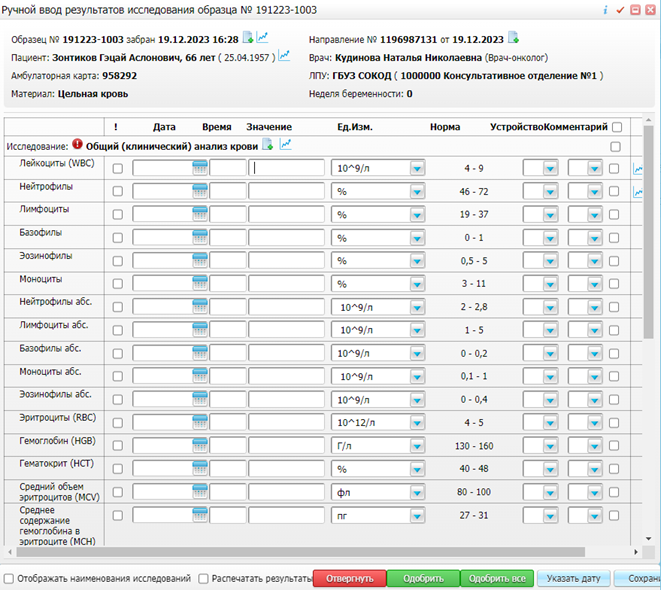 Ручной ввод результатов исследования образца № 191223-1003
Образец № 191223-1003 забран 19.12.2023 16:28
Направление № 1196987131 от 19.12.2023
Пациент: Зонтиков Гэцай Аслонович, 66 лет ( 25.04.1957 )
Врач: Кудинова Наталья Николаевна (Врач-онколог)
Амбулаторная карта: 958292
ЛПУ: ГБУЗ СОКОД ( 1000000 Консультативное отделение №1 )
Материал: Цельная кровь
Неделя беременности: 0
! Дата Время Значение Ед.Изм. Норма Устройство Комментарий
Исследование: Общий (клинический) анализ крови
Лейкоциты (WBC) 10^9/л 4 - 9
Нейтрофилы % 46 - 72
Лимфоциты % 19 - 37
Базофилы % 0 - 1
Эозинофилы % 0,5 - 5
Моноциты % 3 - 11
Нейтрофилы абс. 10^9/л 2 - 2,8
Лимфоциты абс. 10^9/л 1 - 5
Базофилы абс. 10^9/л 0 - 0,2
Моноциты абс. 10^9/л 0,1 - 1
Эозинофилы абс. 10^9/л 0 - 0,4
Эритроциты (RBC) 10^12/л 4 - 5
Гемоглобин (HGB) Г/л 130 - 160
Гематокрит (HCT) % 40 - 48
Средний объем
эритроцитов (MCV) фл 80 - 100
Среднее
содержание
гемоглобина в
эритроците (MCH) пг 27 - 31
Отображать наименования исследований Распечатать результаты Отвергнуть Одобрить Одобрить все Указать дату Сохрани